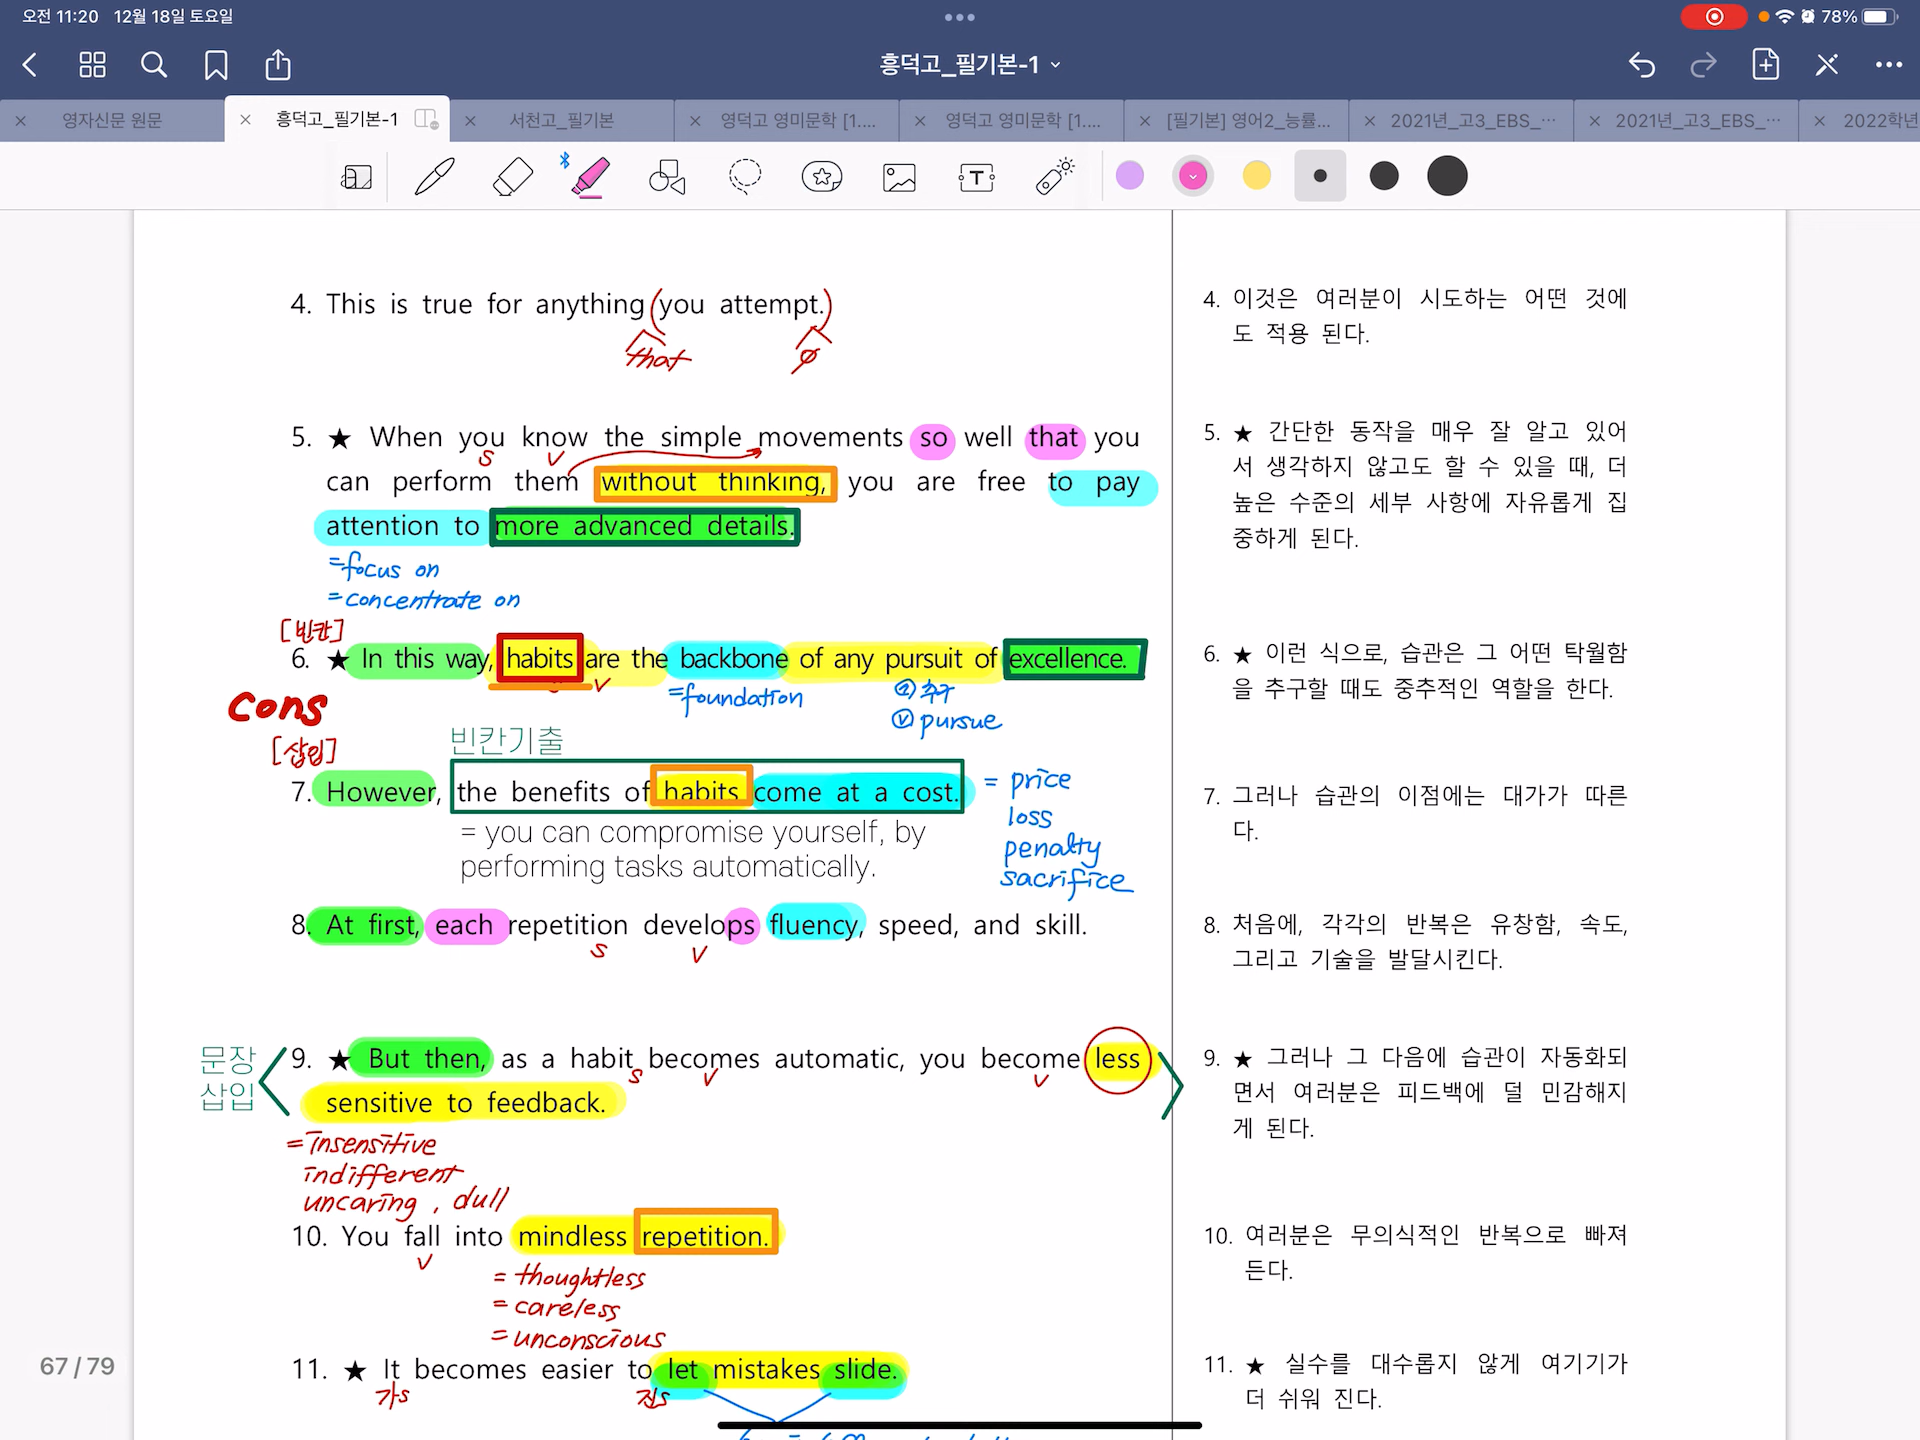 오전 11:20 12월 18일 토요일
78%
흥덕고_필기본-1
영자신문 원문
흥덕고_필기본-1
서천고_필기본
영덕고 영미문학 [1....
영덕고 영미문학 [1....
[필기본] 영어2_능률...
2021년_고3_EBS_...
2021년_고3_EBS_...
2022학년
4. This is true for anything (you attempt.)
that
ø
5. ★ When you know the simple movements so well that you
s v
can perform them without thinking, you are free to pay
attention to more advanced details.
=focus on
=concentrate on
[빈칸]
6. ★ In this way, habits are the backbone of any pursuit of excellence.
v
=foundation
ⓝ 추구
ⓥ pursue
Cons
[삽입]
빈칸기출
7. However, the benefits of habits come at a cost.
= price
loss
penalty
sacrifice
= you can compromise yourself, by
performing tasks automatically.
8. At first, each repetition develops fluency, speed, and skill.
s v
문장
삽입
9. ★ But then, as a habit becomes automatic, you become less
s v v
sensitive to feedback.
=insensitive
indifferent
uncaring, dull
10. You fall into mindless repetition.
v
= thoughtless
= careless
= unconscious
11. ★ It becomes easier to let mistakes slide.
가s 진s
67 / 79
4. 이것은 여러분이 시도하는 어떤 것에
도 적용 된다.
5. ★ 간단한 동작을 매우 잘 알고 있어
서 생각하지 않고도 할 수 있을 때, 더
높은 수준의 세부 사항에 자유롭게 집
중하게 된다.
6. ★ 이런 식으로, 습관은 그 어떤 탁월함
을 추구할 때도 중추적인 역할을 한다.
7. 그러나 습관의 이점에는 대가가 따른
다.
8. 처음에, 각각의 반복은 유창함, 속도,
그리고 기술을 발달시킨다.
9. ★ 그러나 그 다음에 습관이 자동화되
면서 여러분은 피드백에 덜 민감해지
게 된다.
10. 여러분은 무의식적인 반복으로 빠져
든다.
11. ★ 실수를 대수롭지 않게 여기기가
더 쉬워 진다.